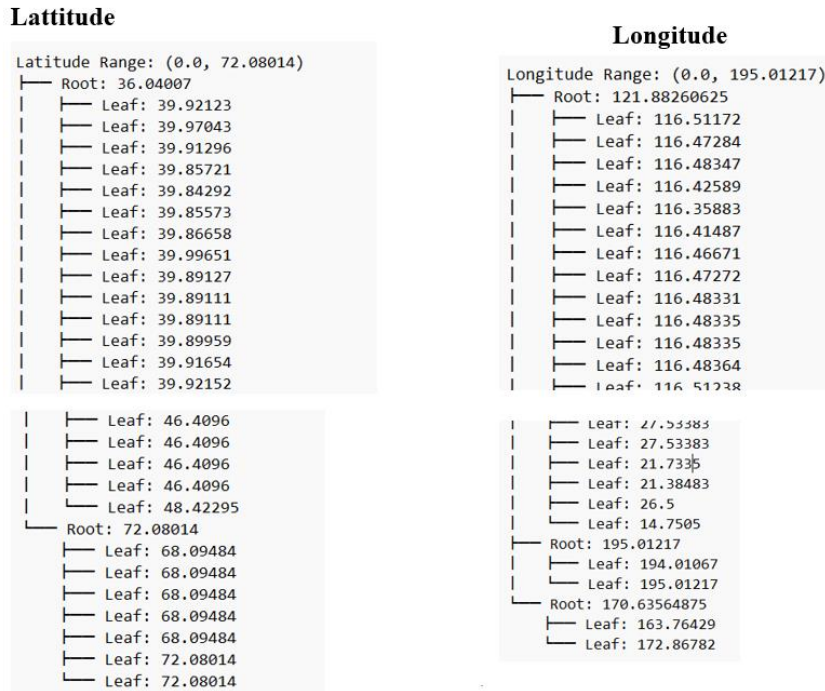 Lattitude
Latitude Range: (0.0, 72.08014)
├── Root: 36.04007
│   ├── Leaf: 39.92123
│   ├── Leaf: 39.97043
│   ├── Leaf: 39.91296
│   ├── Leaf: 39.85721
│   ├── Leaf: 39.84292
│   ├── Leaf: 39.85573
│   ├── Leaf: 39.86658
│   ├── Leaf: 39.99651
│   ├── Leaf: 39.89127
│   ├── Leaf: 39.89111
│   ├── Leaf: 39.89111
│   ├── Leaf: 39.89959
│   ├── Leaf: 39.91654
│   ├── Leaf: 39.92152
│   ├── Leaf: 46.4096
│   ├── Leaf: 46.4096
│   ├── Leaf: 46.4096
│   ├── Leaf: 46.4096
│   └── Leaf: 48.42295
└── Root: 72.08014
    ├── Leaf: 68.09484
    ├── Leaf: 68.09484
    ├── Leaf: 68.09484
    ├── Leaf: 68.09484
    ├── Leaf: 68.09484
    ├── Leaf: 72.08014
    └── Leaf: 72.08014
Longitude
Longitude Range: (0.0, 195.01217)
├── Root: 121.88260625
│   ├── Leaf: 116.51172
│   ├── Leaf: 116.47284
│   ├── Leaf: 116.48347
│   ├── Leaf: 116.42589
│   ├── Leaf: 116.35883
│   ├── Leaf: 116.41487
│   ├── Leaf: 116.46671
│   ├── Leaf: 116.47272
│   ├── Leaf: 116.48331
│   ├── Leaf: 116.48335
│   ├── Leaf: 116.48335
│   ├── Leaf: 116.48364
│   ├── Leaf: 116.51238
│   ├── Leaf: 27.53383
│   ├── Leaf: 27.53383
│   ├── Leaf: 21.7335
│   ├── Leaf: 21.38483
│   ├── Leaf: 26.5
│   └── Leaf: 14.7505
├── Root: 195.01217
│   ├── Leaf: 194.01067
│   └── Leaf: 195.01217
└── Root: 170.63564875
    ├── Leaf: 163.76429
    └── Leaf: 172.86782